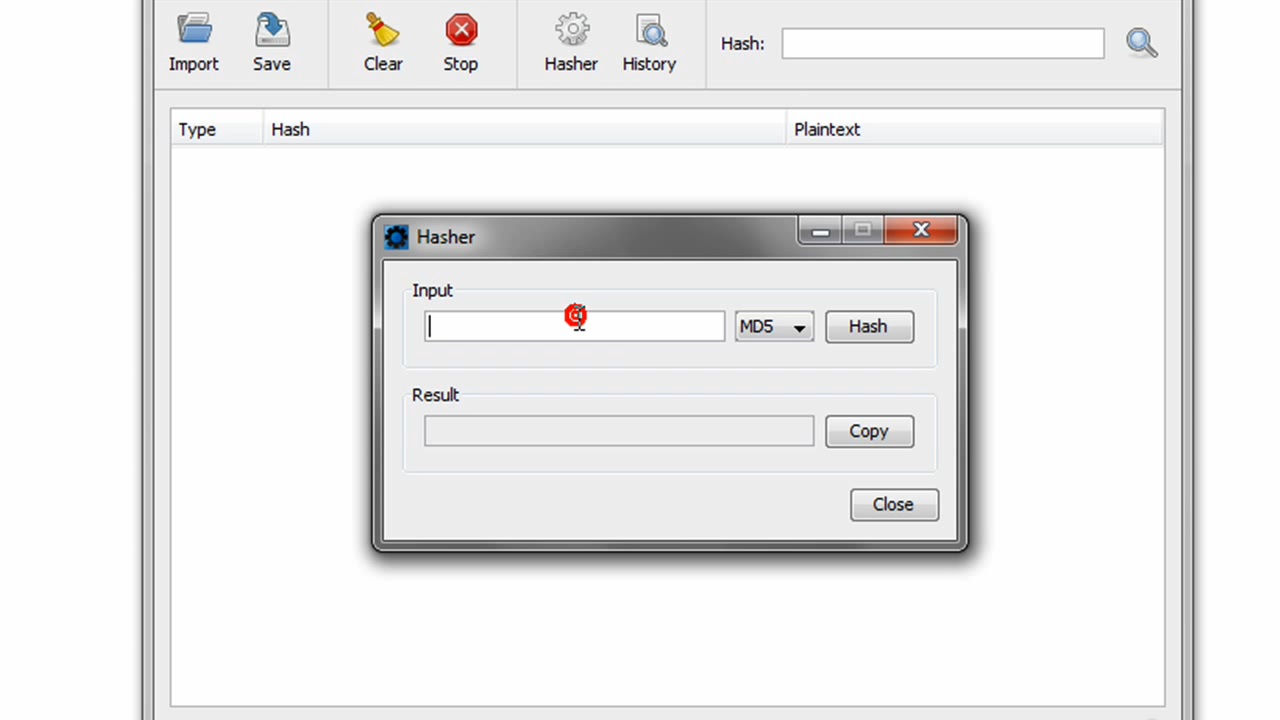 Import Save Clear Stop Hasher History Hash:
Type Hash Plaintext
Hasher
Input
MD5 Hash
Result
Copy
Close